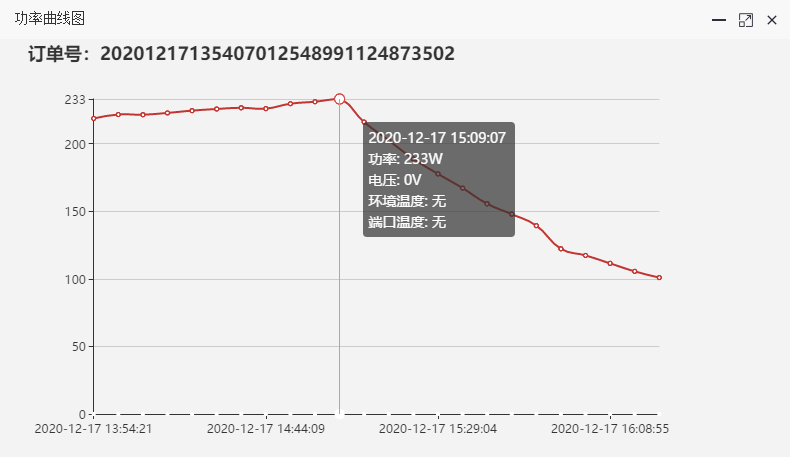 功率曲线图
订单号：2020121713540701254899112487350​2
233
200
150
100
50
0
2020-12-17 15:09:07
功率: 233W
电压: 0V
环境温度: 无
端口温度: 无
2020-12-17 13:54:21
2020-12-17 14:44:09
2020-12-17 15:29:04
2020-12-17 16:08:55